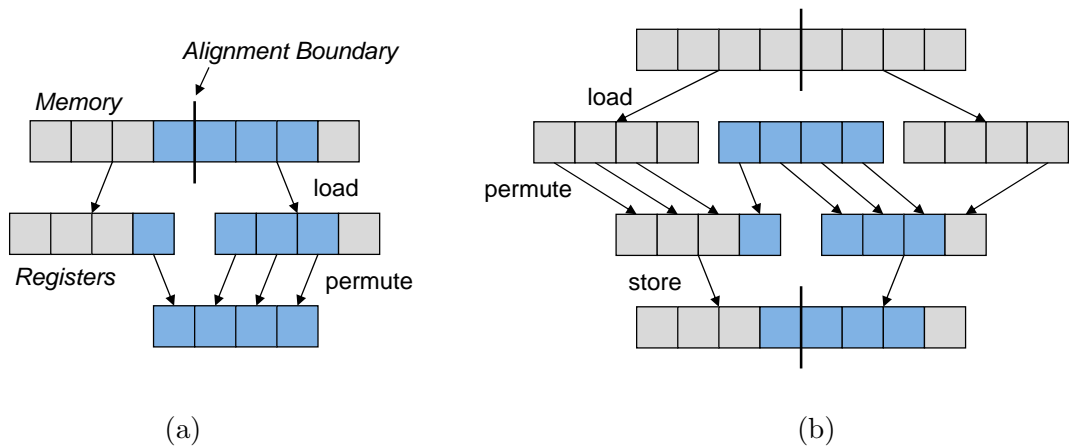 Alignment Boundary
Memory
load
Registers
permute
(a)
load
permute
store
(b)